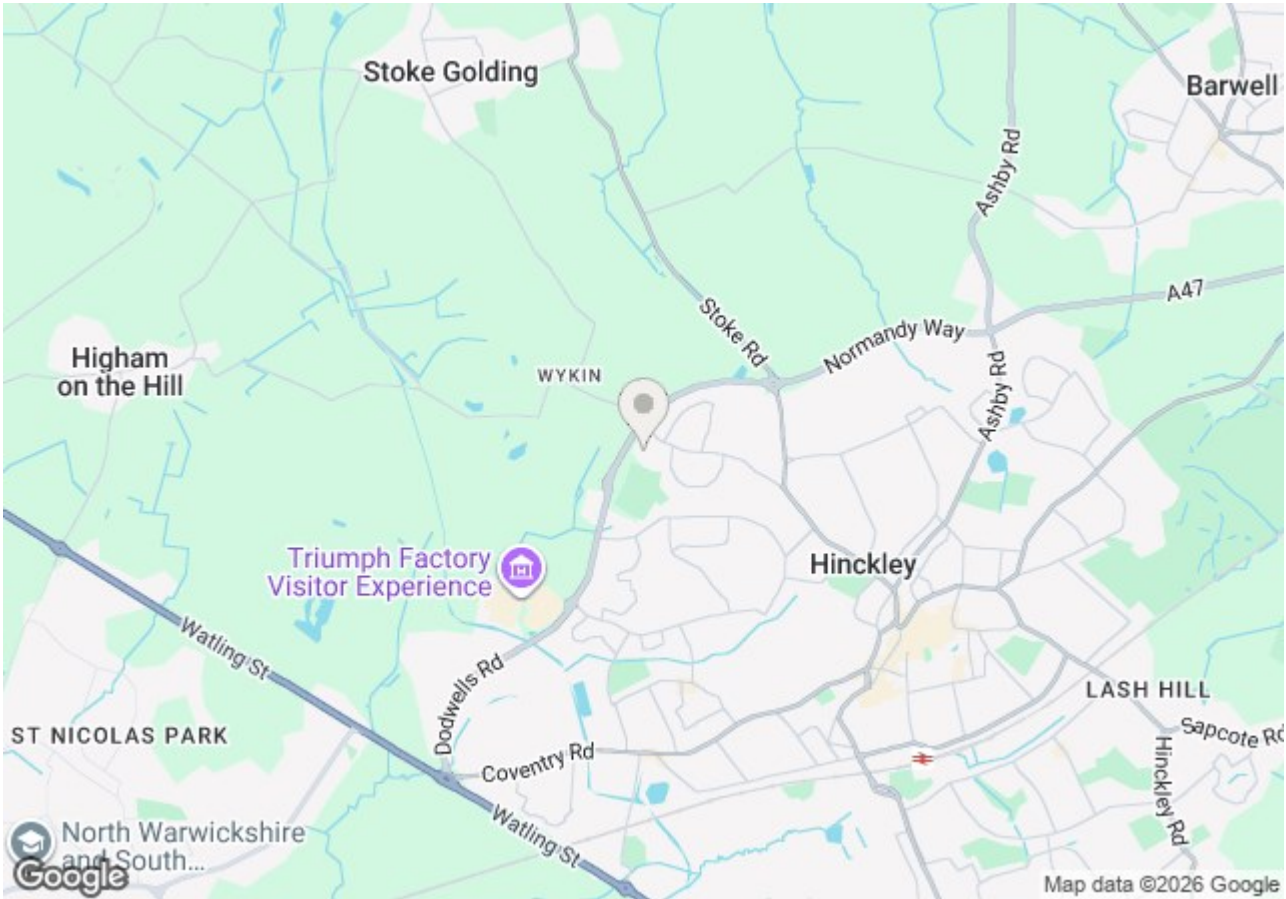 Stoke Golding
Barwell
Ashby Rd
A47
Stoke Rd
Normandy Way
Higham
on the Hill
WYKIN
Ashby Rd
Triumph Factory
Visitor Experience
Hinckley
Watling St
Dodwells Rd
LASH HILL
ST NICOLAS PARK
Sapcote Rd
Coventry Rd
Hinckley Rd
Watling St
North Warwickshire
and South...
Google
Map data ©2026 Google